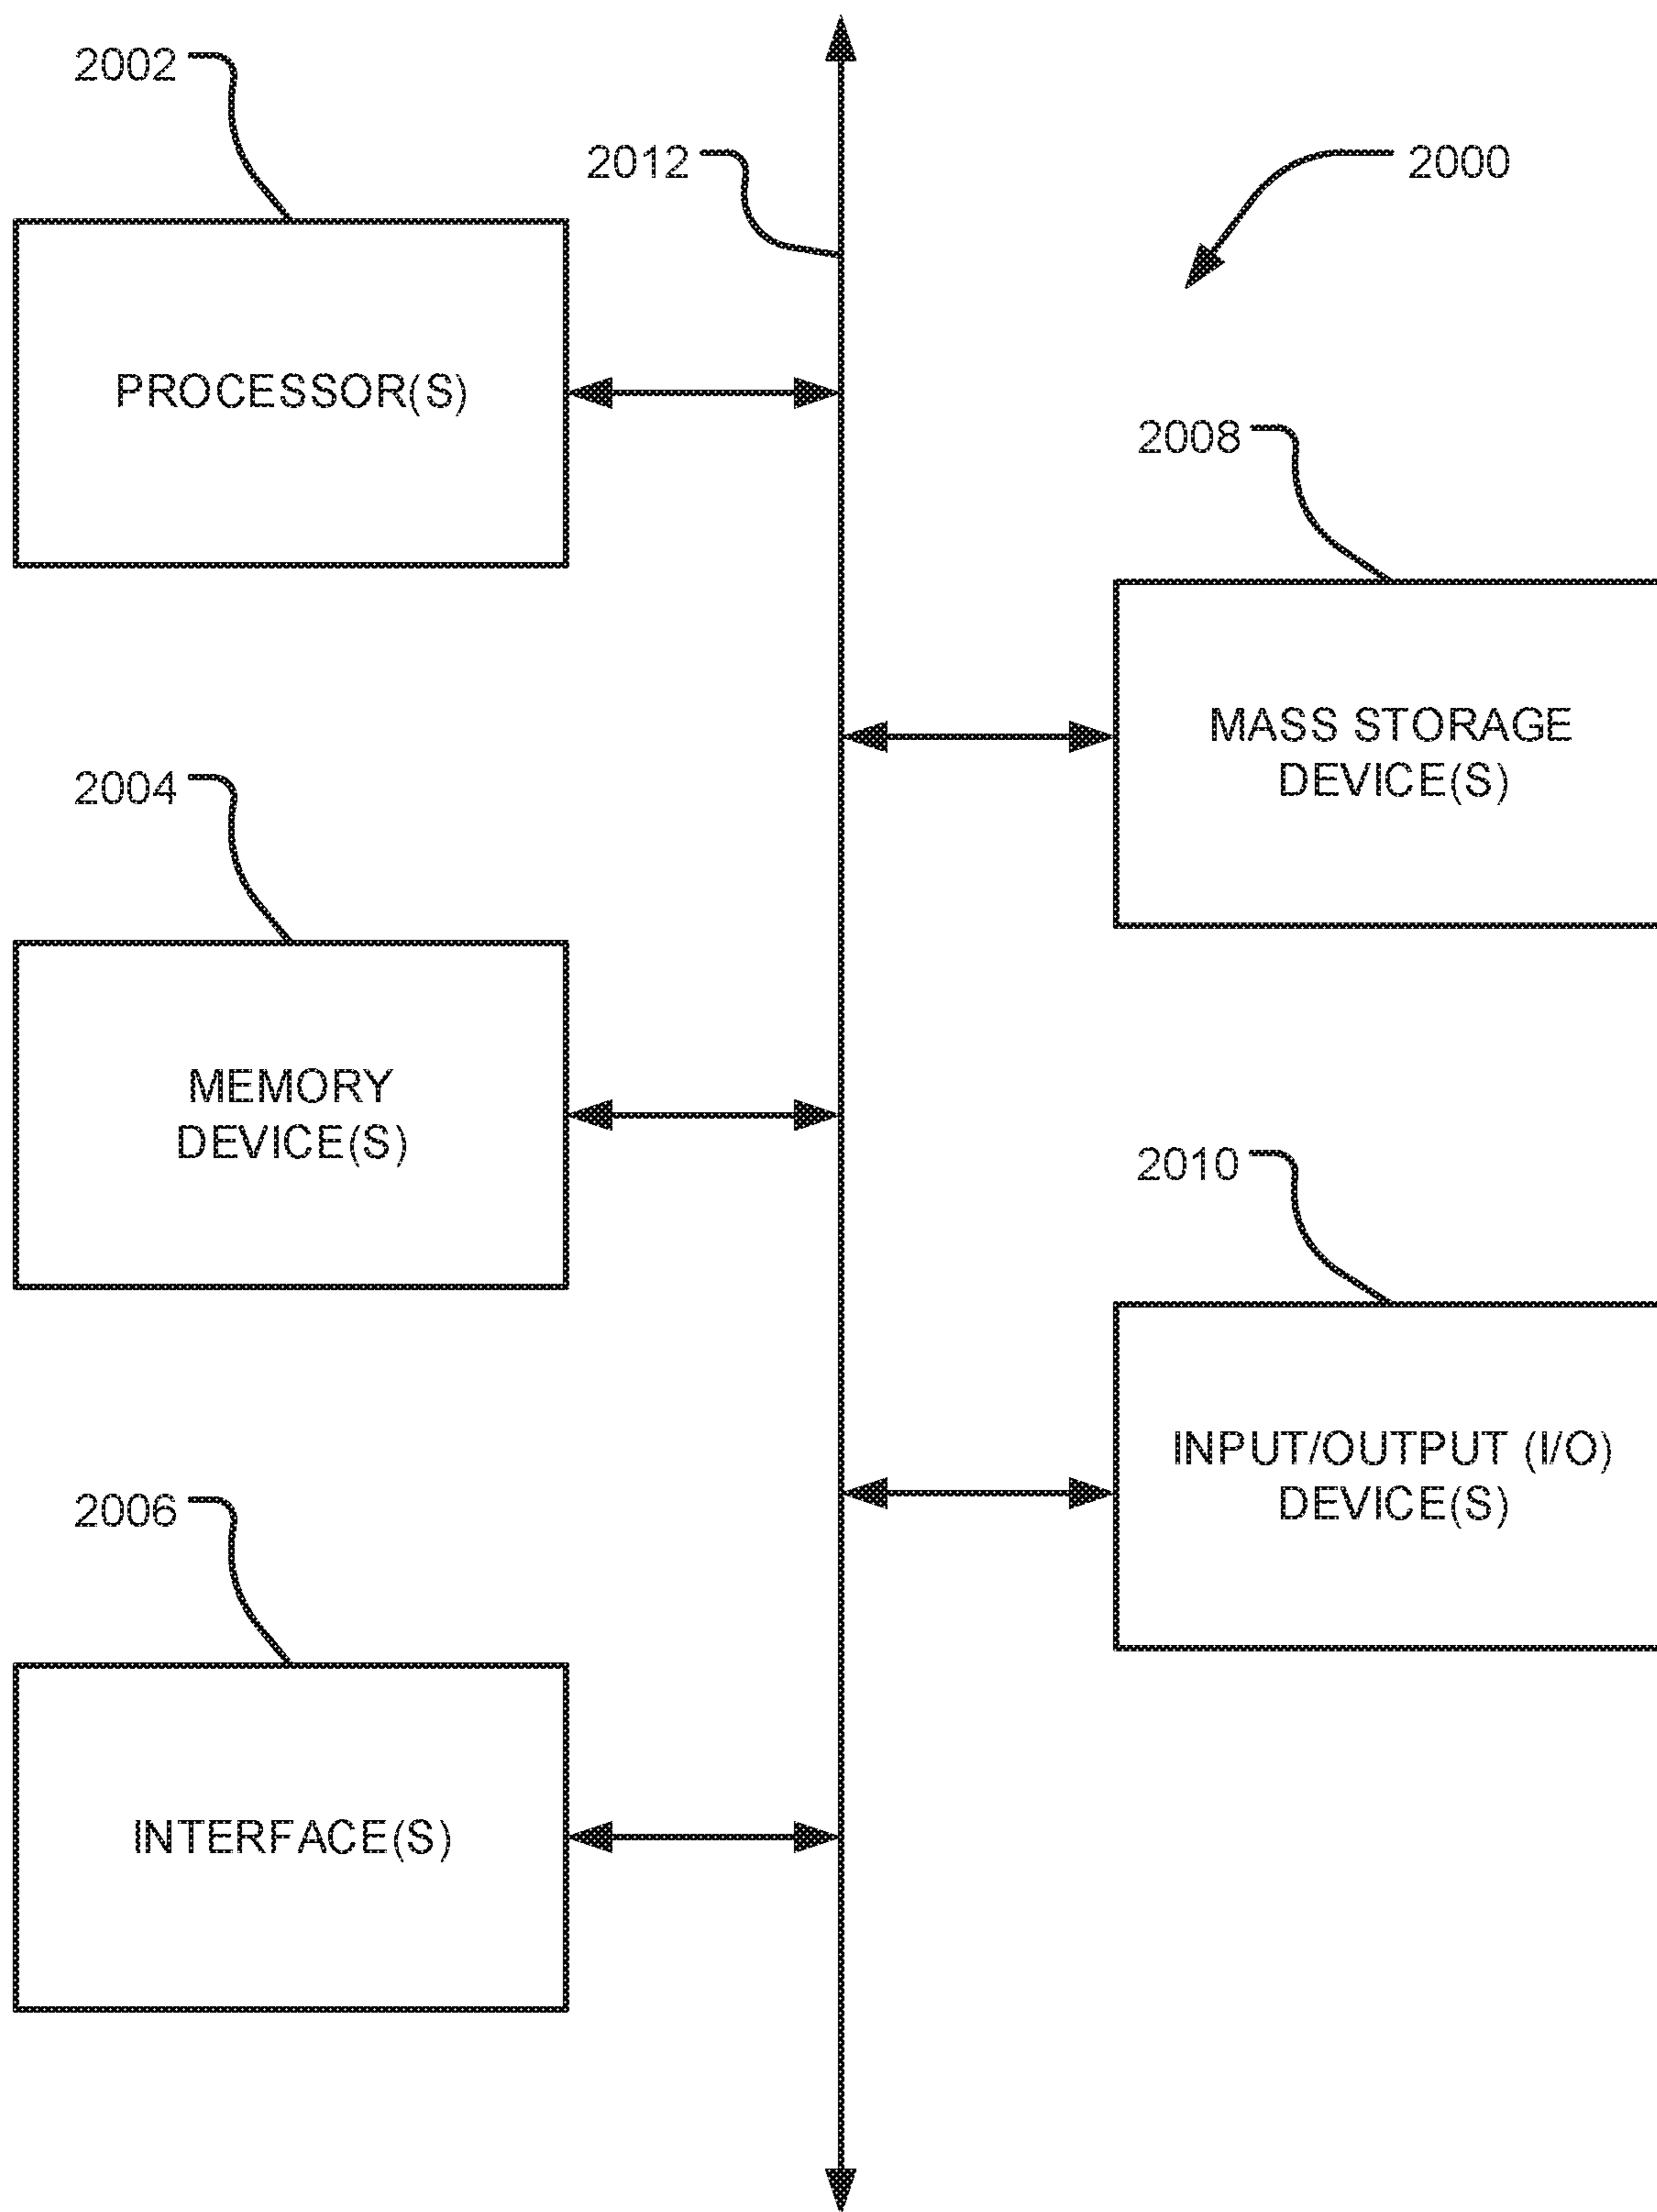 2002
2012
2000
PROCESSOR(S)
2008
MASS STORAGE
DEVICE(S)
2004
MEMORY
DEVICE(S)
2010
INPUT/OUTPUT (I/O)
DEVICE(S)
2006
INTERFACE(S)